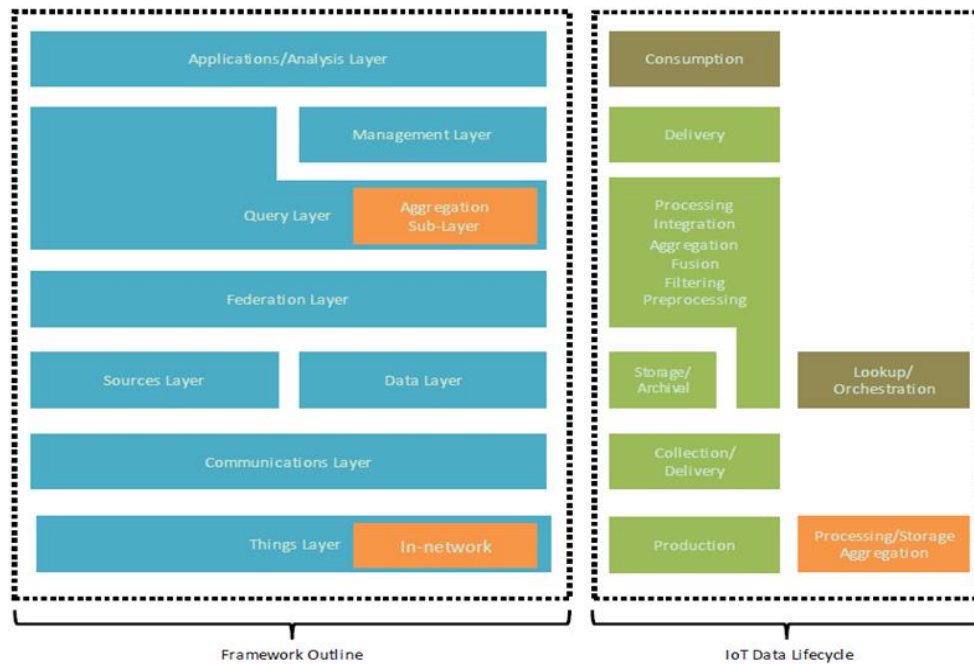 Applications/Analysis Layer
Management Layer
Query Layer
Aggregation
Sub-Layer
Federation Layer
Sources Layer
Data Layer
Communications Layer
Things Layer
In-network
Framework Outline
Consumption
Delivery
Processing
Integration
Aggregation
Fusion
Filtering
Preprocessing
Storage/
Archival
Lookup/
Orchestration
Collection/
Delivery
Production
Processing/Storage
Aggregation
IoT Data Lifecycle